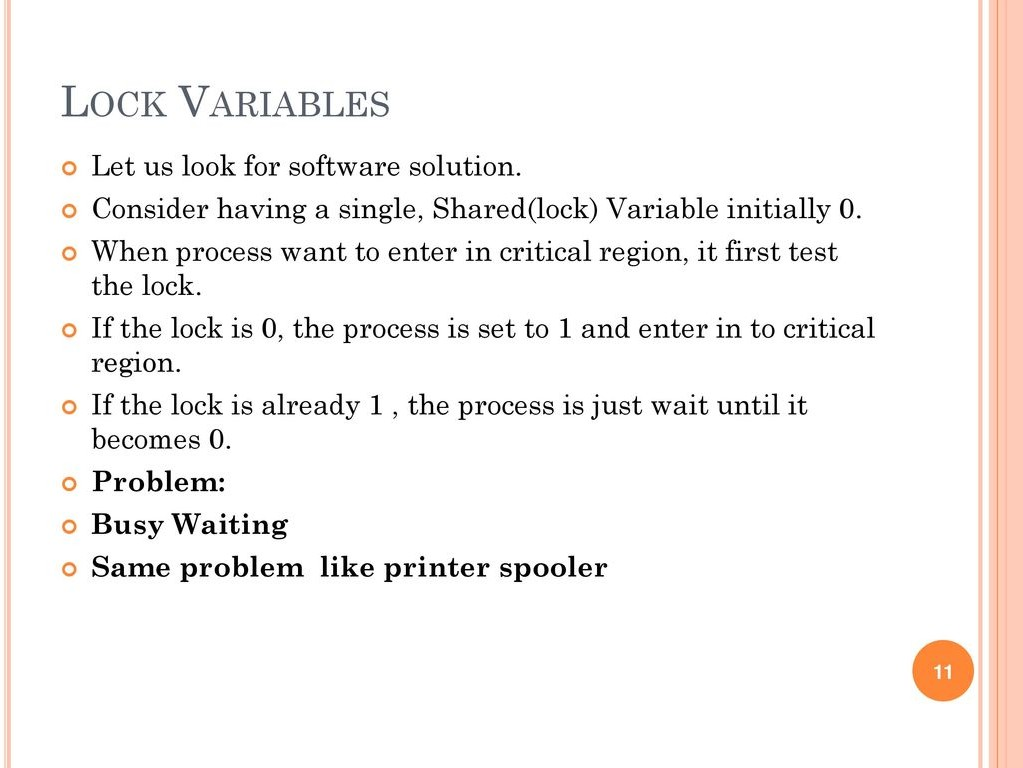 LOCK VARIABLES
Let us look for software solution.
Consider having a single, Shared(lock) Variable initially 0.
When process want to enter in critical region, it first test
the lock.
If the lock is 0, the process is set to 1 and enter in to critical
region.
If the lock is already 1 , the process is just wait until it
becomes 0.
Problem:
Busy Waiting
Same problem  like printer spooler
11